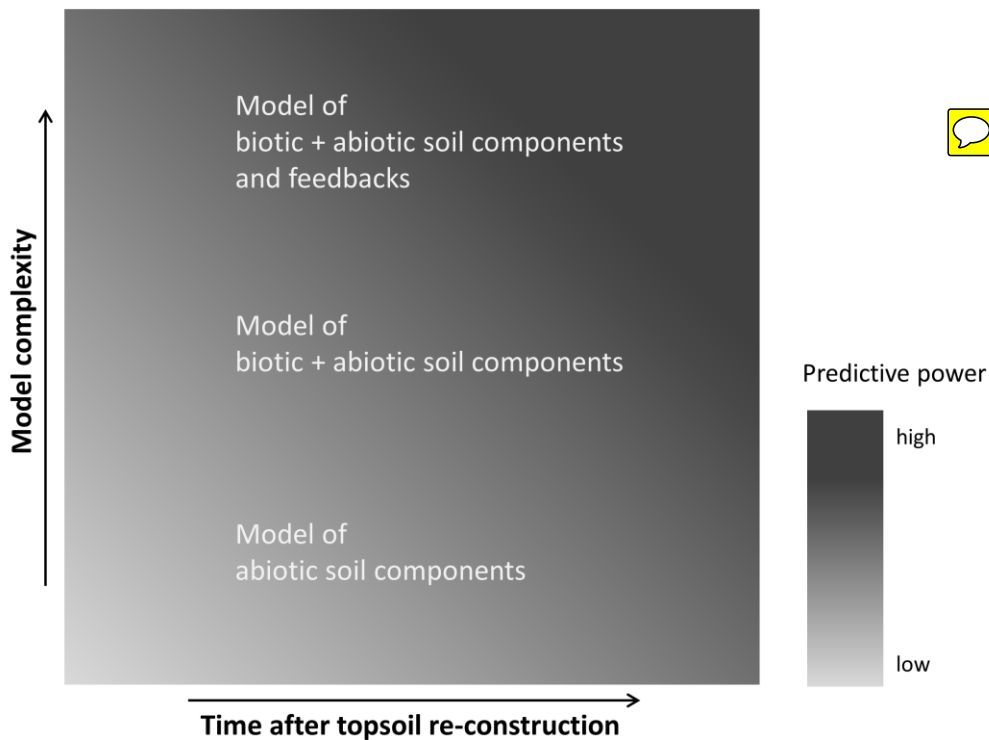 Model of
biotic + abiotic soil components
and feedbacks
Model of
biotic + abiotic soil components
Model of
abiotic soil components
Model complexity
Time after topsoil re-construction
Predictive power
high
low